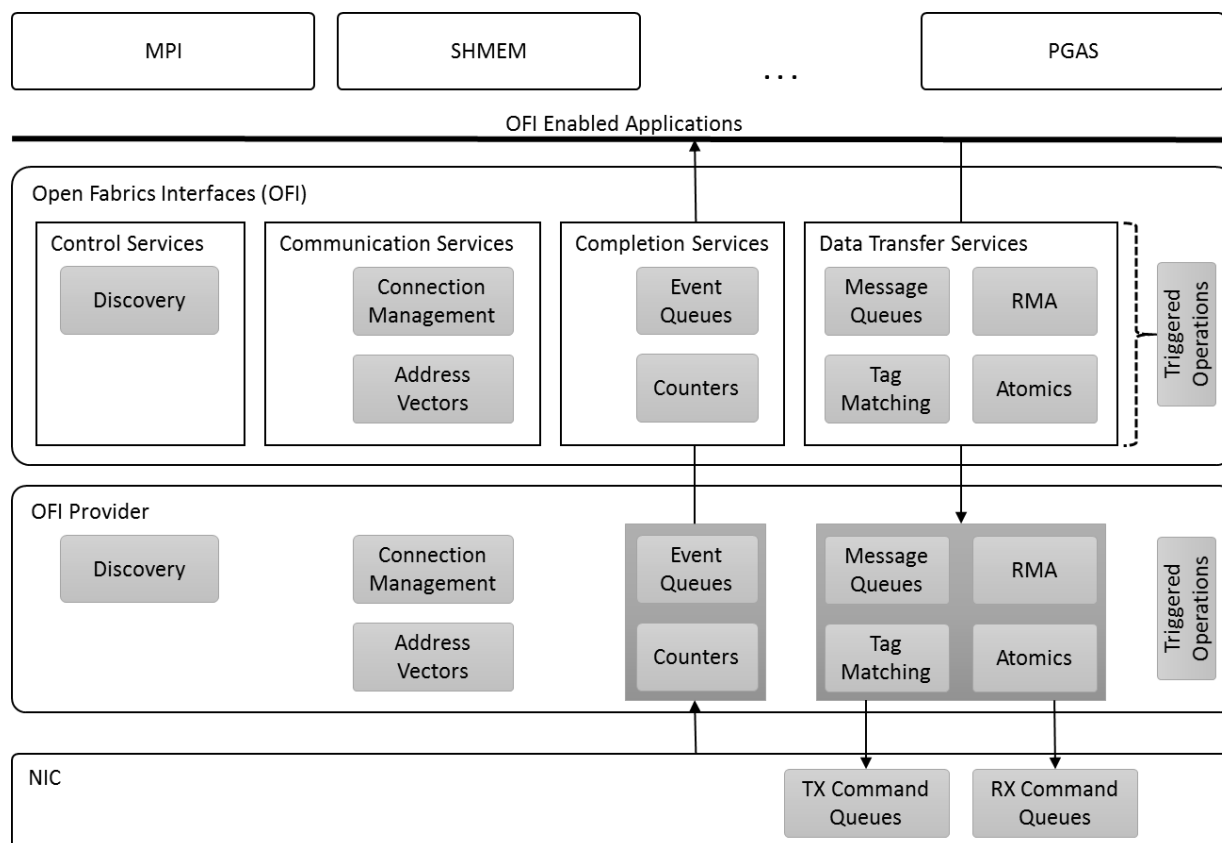 MPI
SHMEM
...
PGAS
OFI Enabled Applications
Open Fabrics Interfaces (OFI)
Control Services
Discovery
Communication Services
Connection
Management
Address
Vectors
Completion Services
Event
Queues
Counters
Data Transfer Services
Message
Queues
RMA
Tag
Matching
Atomics
Triggered
Operations
OFI Provider
Discovery
Connection
Management
Address
Vectors
Event
Queues
Counters
Message
Queues
RMA
Tag
Matching
Atomics
Triggered
Operations
NIC
TX Command
Queues
RX Command
Queues